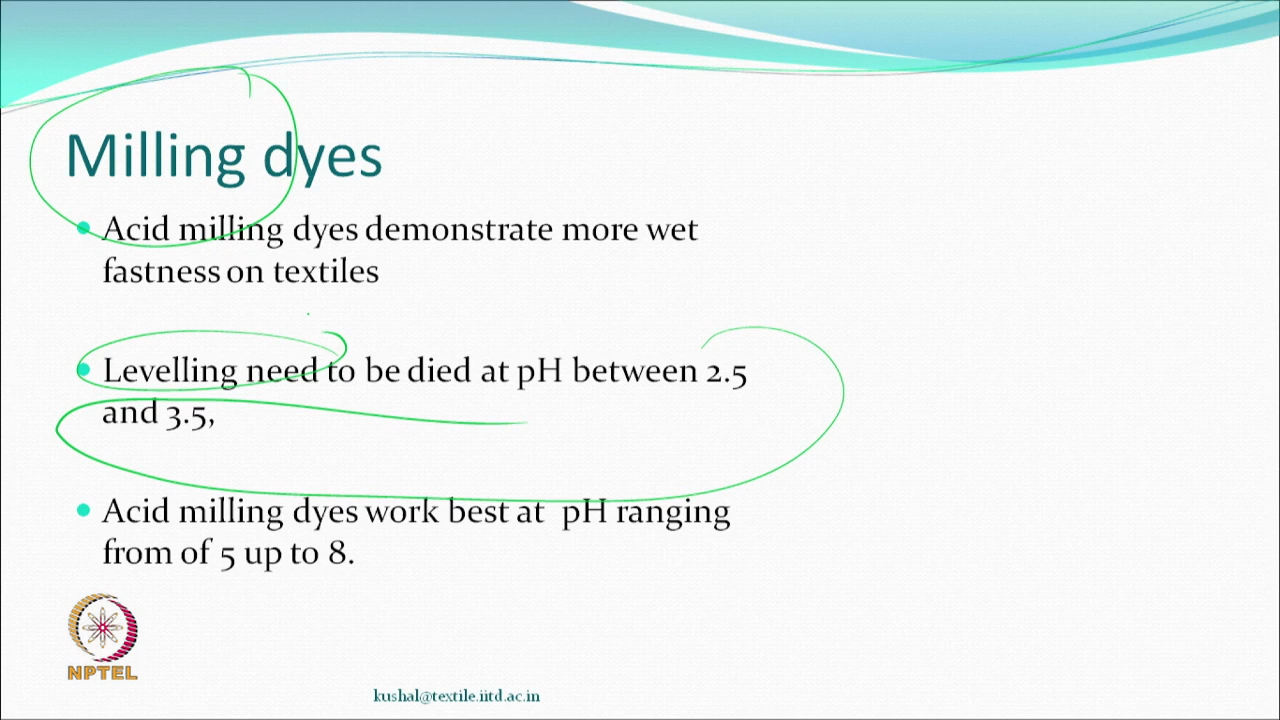 Milling dyes
Acid milling dyes demonstrate more wet
fastness on textiles
Levelling need to be died at pH between 2.5
and 3.5,
Acid milling dyes work best at pH ranging
from of 5 up to 8.
NPTEL
kushal@textile.iitd.ac.in